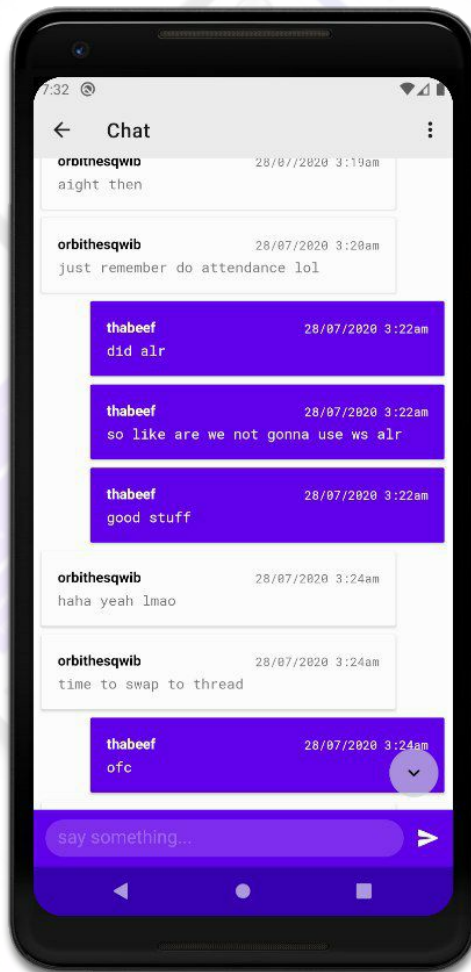 7:32
Chat
orbithesqwib 28/07/2020 3:19am
aight then
orbithesqwib 28/07/2020 3:20am
just remember do attendance lol
thabeef 28/07/2020 3:22am
did alr
thabeef 28/07/2020 3:22am
so like are we not gonna use ws alr
thabeef 28/07/2020 3:22am
good stuff
orbithesqwib 28/07/2020 3:24am
haha yeah lmao
orbithesqwib 28/07/2020 3:24am
time to swap to thread
thabeef 28/07/2020 3:24am
ofc
say something...